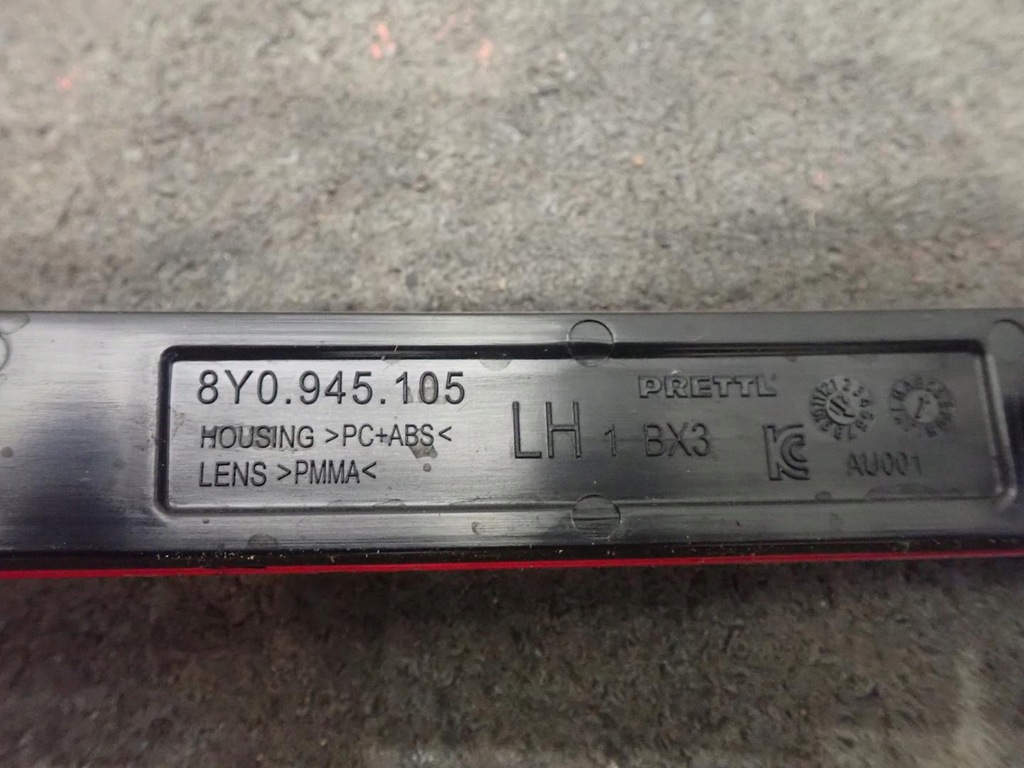 8Y0.945.105
HOUSING >PC+ABS<
LENS >PMMA<
LH 1 BX3
PRETTL
AU001